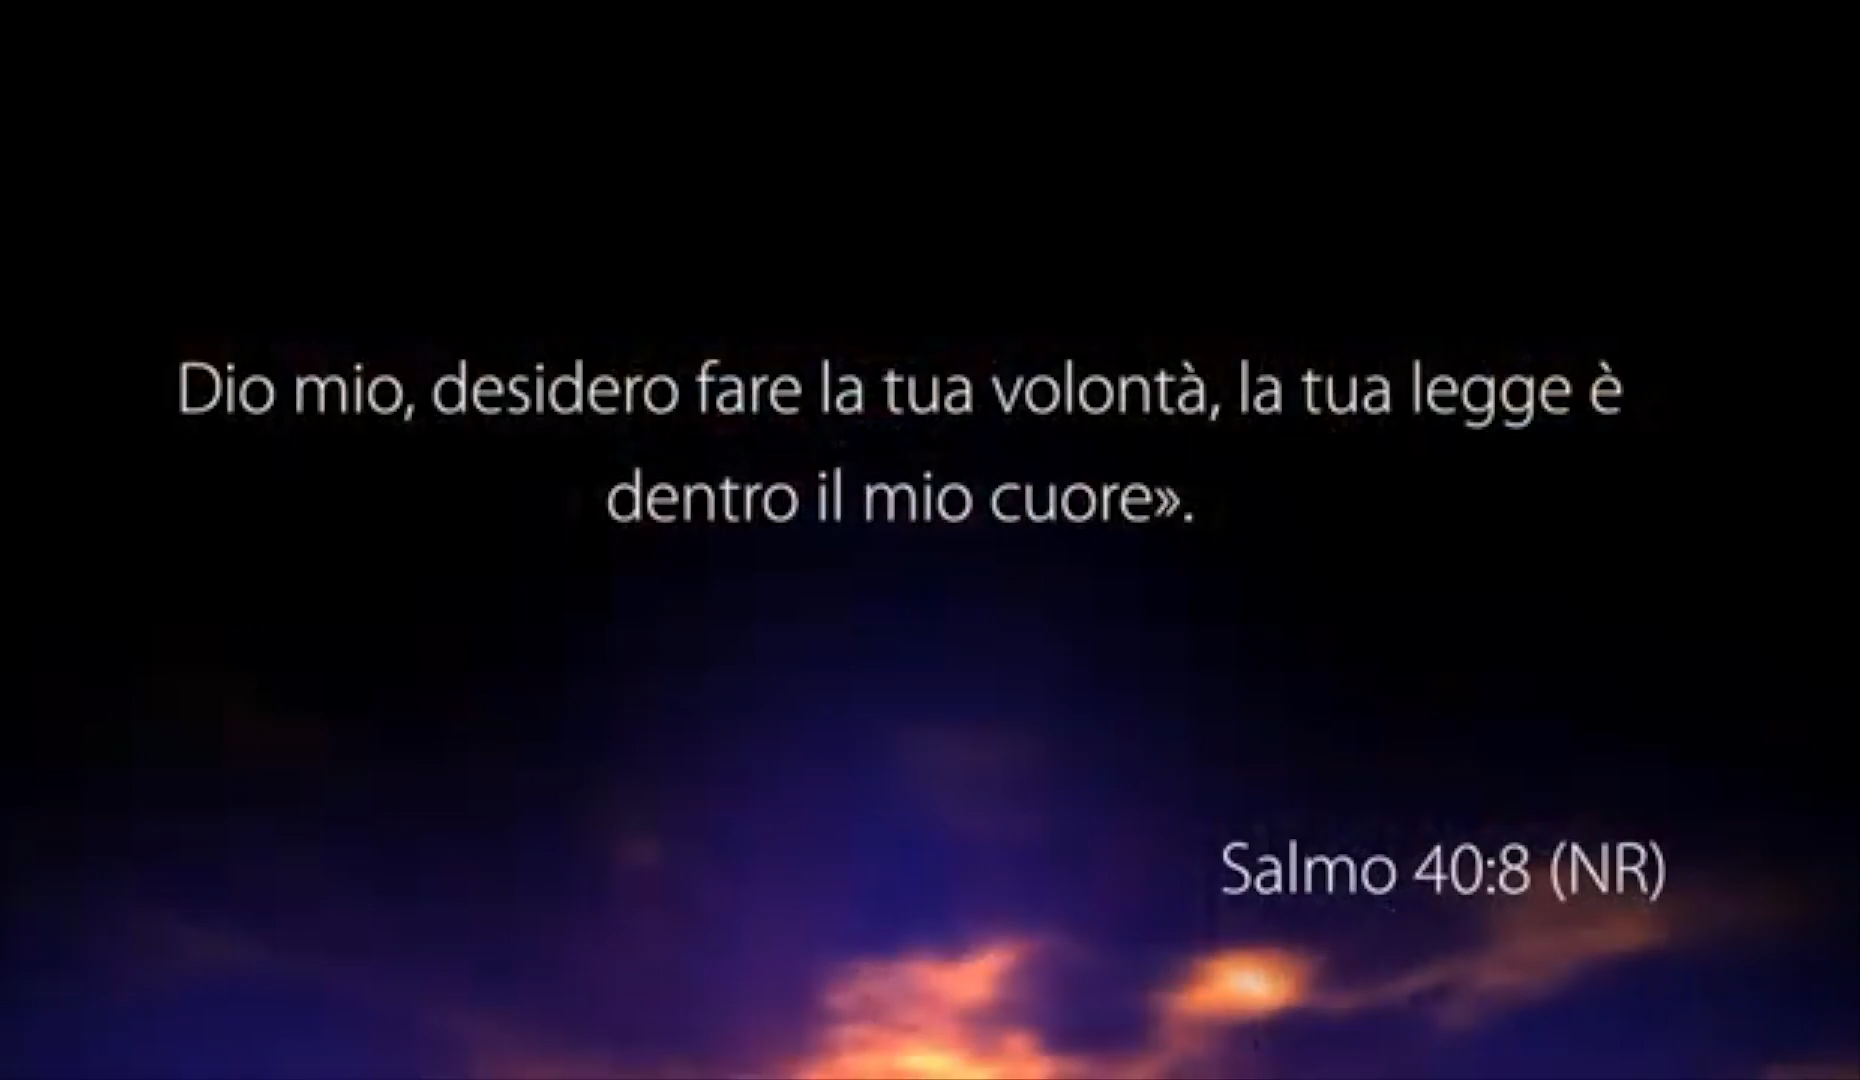 Dio mio, desidero fare la tua volontà, la tua legge è
dentro il mio cuore».
Salmo 40:8 (NR)